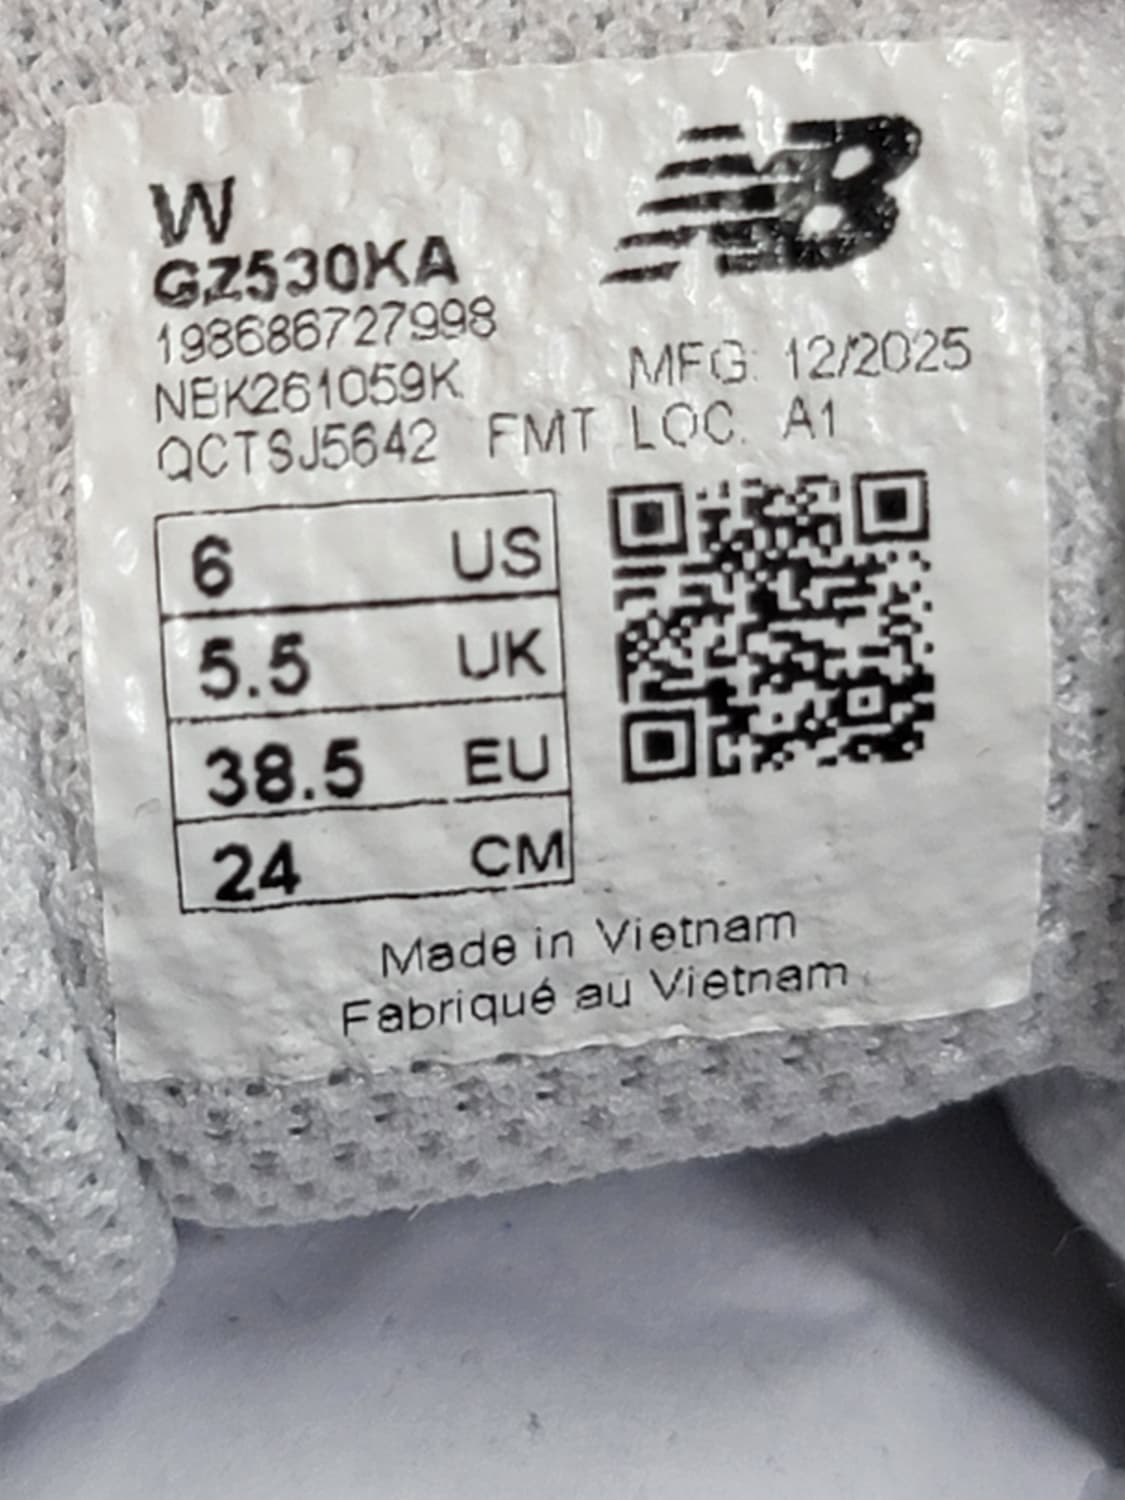 W
NB
GZ530KA
198686727998
NBK261059K MFG: 12/2025
QCTSJ5642 FMT LOC. A1
6 US
5.5 UK
38.5 EU
24 CM
Made in Vietnam
Fabriqué au Vietnam